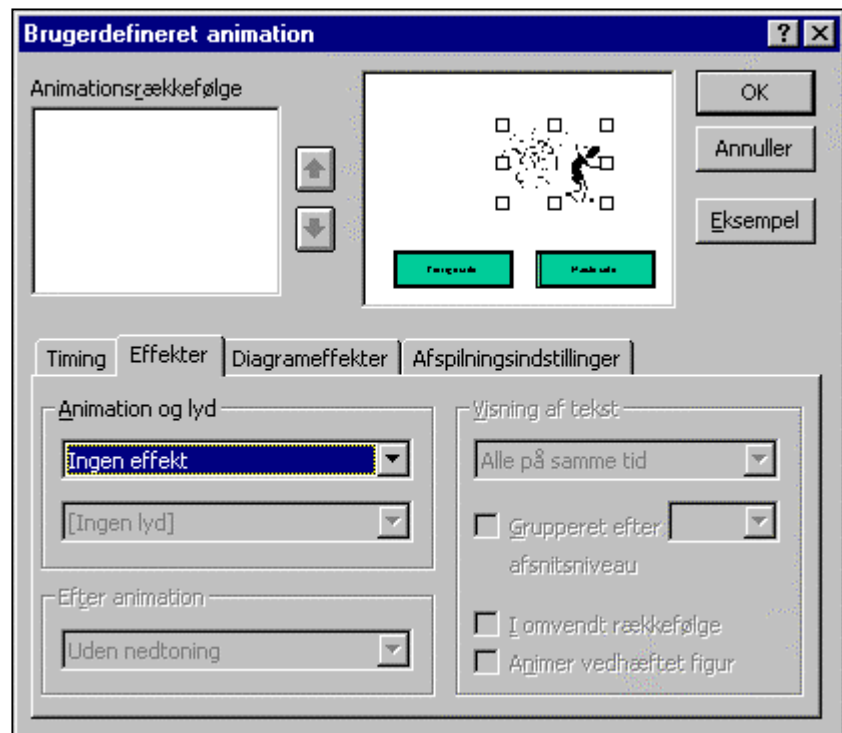 Brugerdefineret animation
Animationsrækkefølge
OK
Annuller
Eksempel
Timing
Effekter
Diagrameffekter
Afspilningsindstillinger
Animation og lyd
Ingen effekt
[Ingen lyd]
Efter animation
Uden nedtoning
Visning af tekst
Alle på samme tid
Grupperet efter
afsnitsniveau
I omvendt rækkefølge
Animer vedhæftet figur